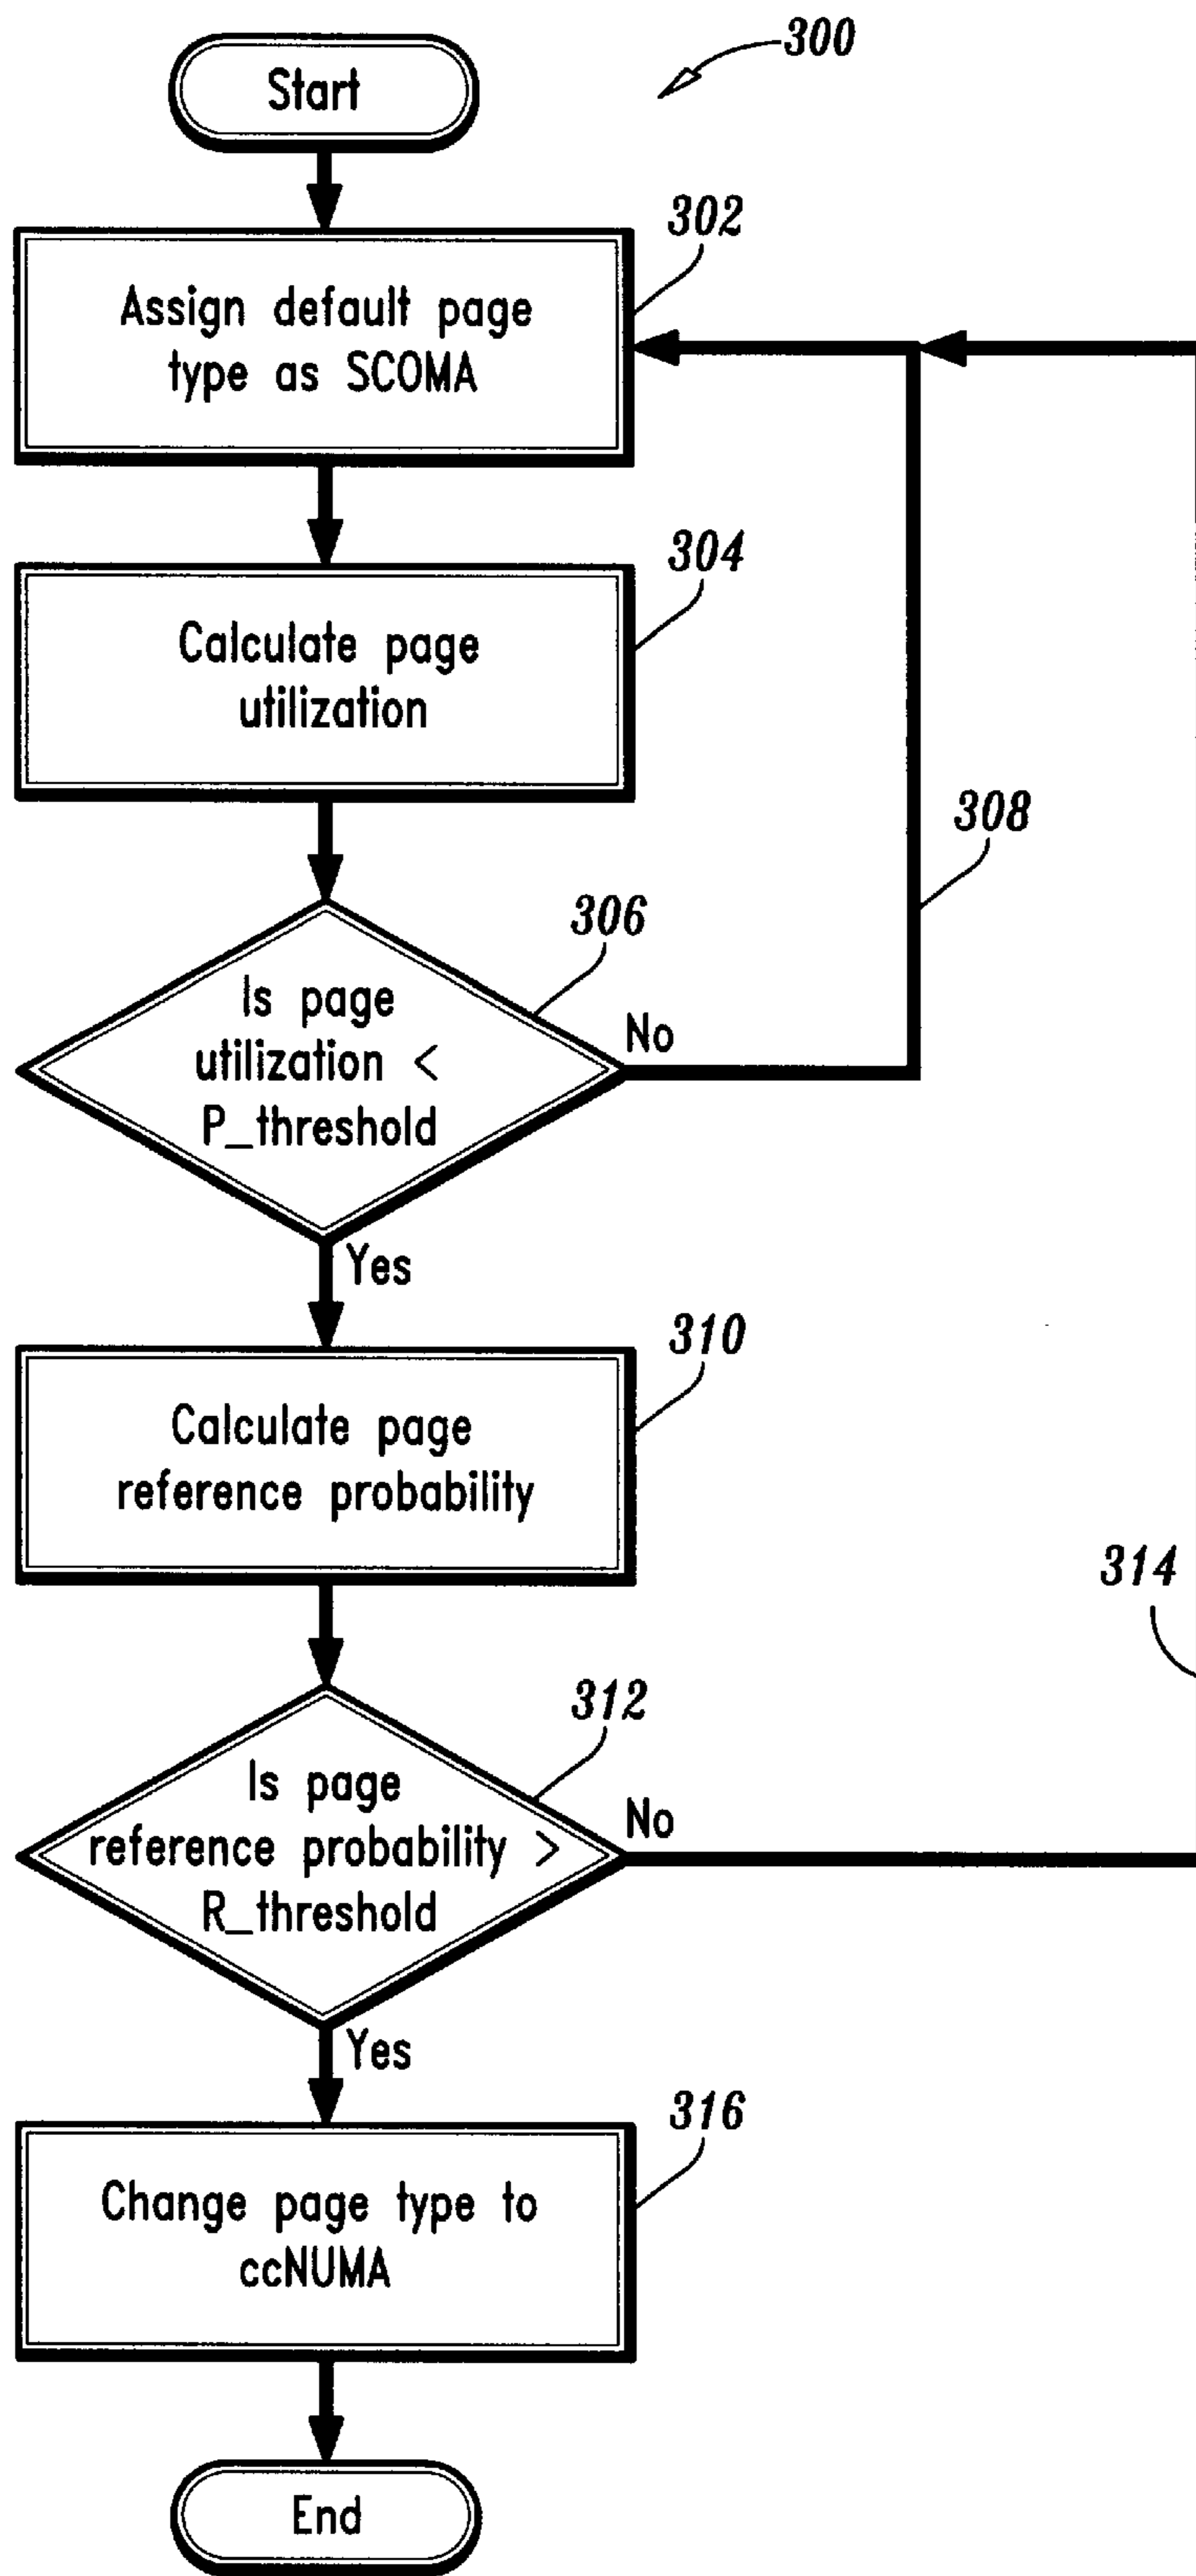 300
Start
302
Assign default page
type as SCOMA
304
Calculate page
utilization
308
306
Is page
utilization <
P_threshold
No
Yes
310
Calculate page
reference probability
314
312
Is page
reference probability >
R_threshold
No
Yes
316
Change page type to
ccNUMA
End